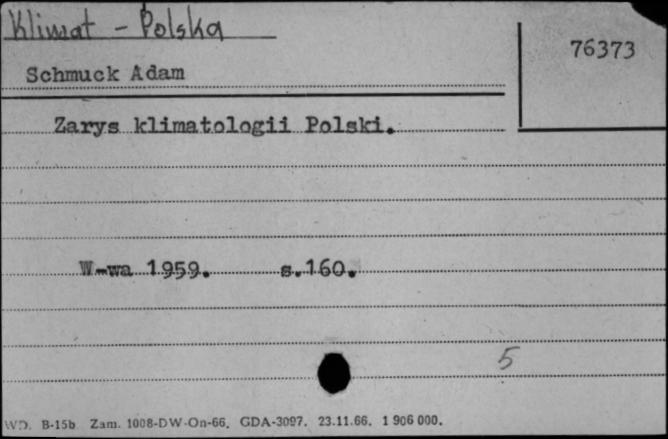 Klimat - Polska
76373
Schmuck Adam
Zarys klimatologii Polski.
W-wa 1959. s.160.
5
WD. B-15b Zam. 1008-DW-On-66. GDA-3097. 23.11.66. 1 906 000.